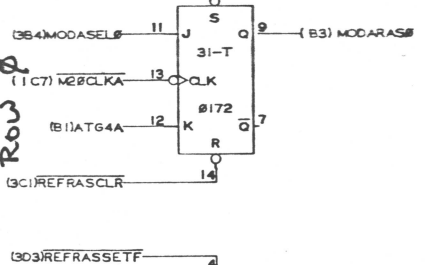 S
(3B4)MODASELØ 11 J Q 9 (B3) MODARASØ
31-T
(1C7) M2ØCLKA 13 CLK
Ø172
(B1)ATG4A 12 K Q 7
R
(3C1)REFRASCLR 14
(3D3)REFRASSETF 4
ROW Ø